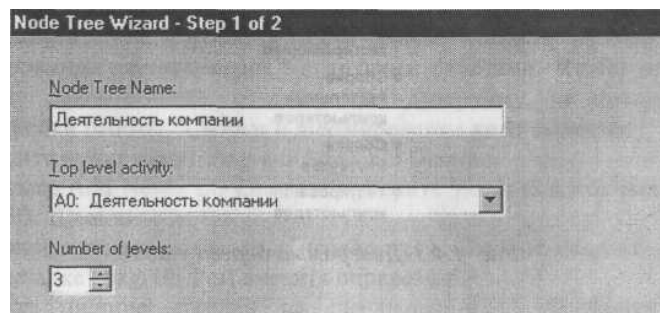 Node Tree Wizard - Step 1 of 2
Node Tree Name:
Деятельность компании
Top level activity:
A0: Деятельность компании
Number of levels:
3